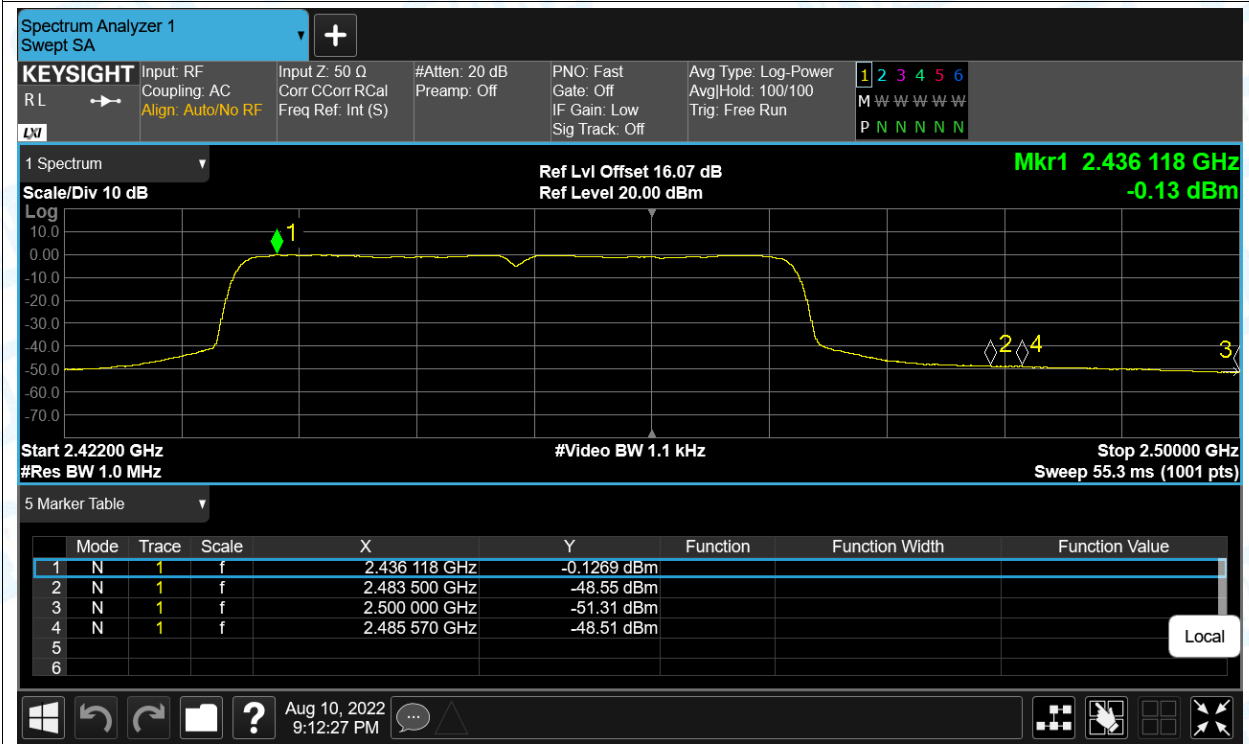 Spectrum Analyzer 1
Swept SA
KEYSIGHT
R L
LXI
Input: RF
Coupling: AC
Align: Auto/No RF
Input Z: 50 Ω
Corr CCorr RCal
Freq Ref: Int (S)
#Atten: 20 dB
Preamp: Off
PNO: Fast
Gate: Off
IF Gain: Low
Sig Track: Off
Avg Type: Log-Power
Avg|Hold: 100/100
Trig: Free Run
1 2 3 4 5 6
M W W W W W
P N N N N N
1 Spectrum
Scale/Div 10 dB
Ref Lvl Offset 16.07 dB
Ref Level 20.00 dBm
Mkr1 2.436 118 GHz
-0.13 dBm
Log
10.0
0.00
-10.0
-20.0
-30.0
-40.0
-50.0
-60.0
-70.0
1
2
4
3
Start 2.42200 GHz
#Video BW 1.1 kHz
Stop 2.50000 GHz
#Res BW 1.0 MHz
Sweep 55.3 ms (1001 pts)
5 Marker Table
Mode Trace Scale X Y Function Function Width Function Value
1 N 1 f 2.436 118 GHz -0.1269 dBm
2 N 1 f 2.483 500 GHz -48.55 dBm
3 N 1 f 2.500 000 GHz -51.31 dBm
4 N 1 f 2.485 570 GHz -48.51 dBm
5
6
Local
?
Aug 10, 2022
9:12:27 PM